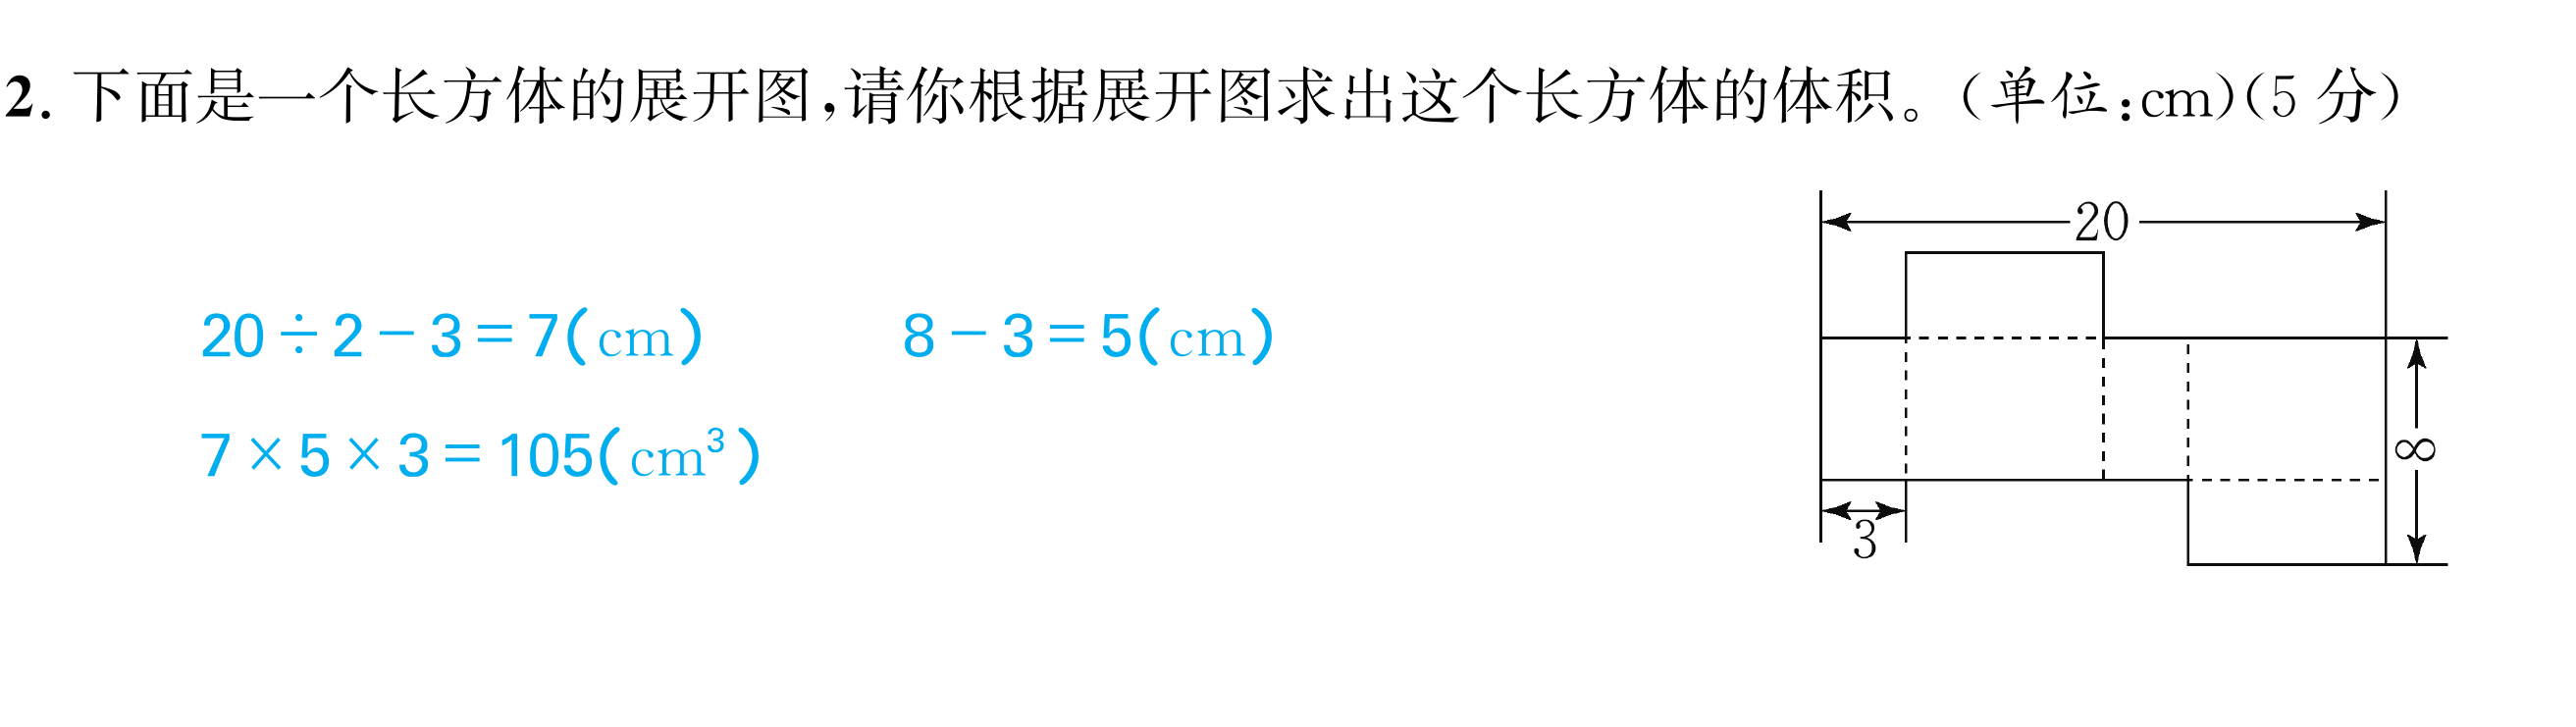 2. 下面是一个长方体的展开图,请你根据展开图求出这个长方体的体积。(单位:cm)(5 分)
20
20÷2-3=7(cm) 8-3=5(cm)
7×5×3=105(cm³)
8
3